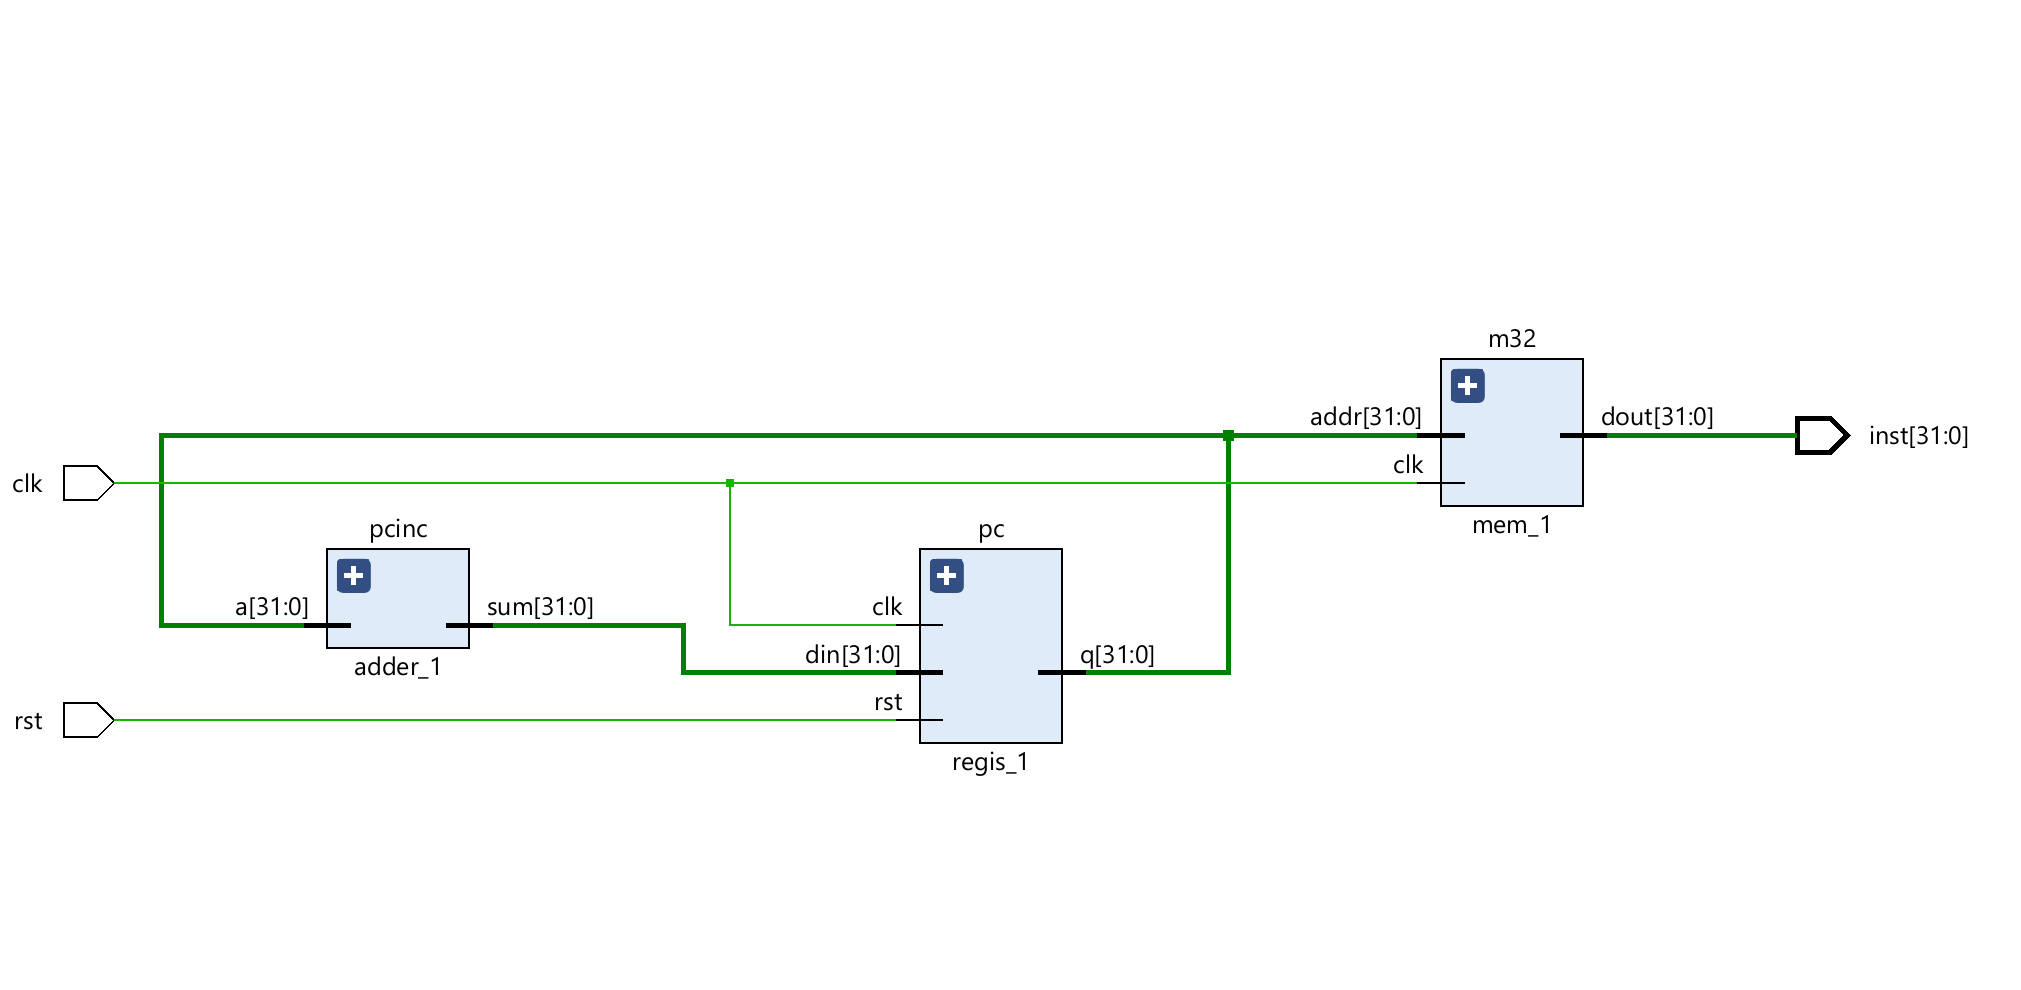 m32
addr[31:0]
dout[31:0]
inst[31:0]
clk
clk
mem_1
pcinc
a[31:0]
sum[31:0]
adder_1
pc
clk
din[31:0]
q[31:0]
rst
rst
regis_1